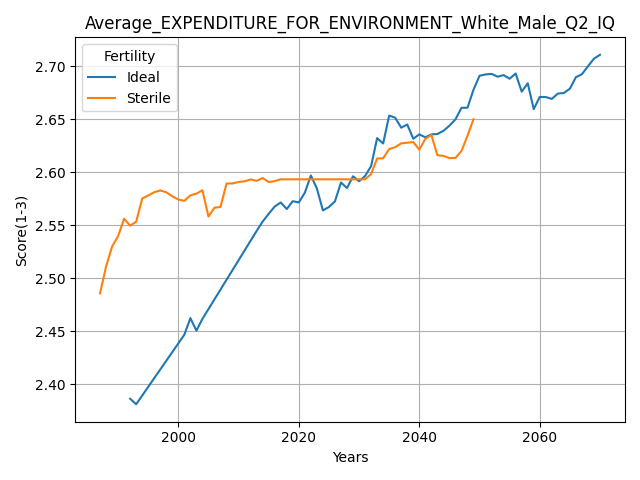 Average_EXPENDITURE_FOR_ENVIRONMENT_White_Male_Q2_IQ
Fertility
Ideal
Sterile
Score(1-3)
2.70
2.65
2.60
2.55
2.50
2.45
2.40
2000 2020 2040 2060
Years